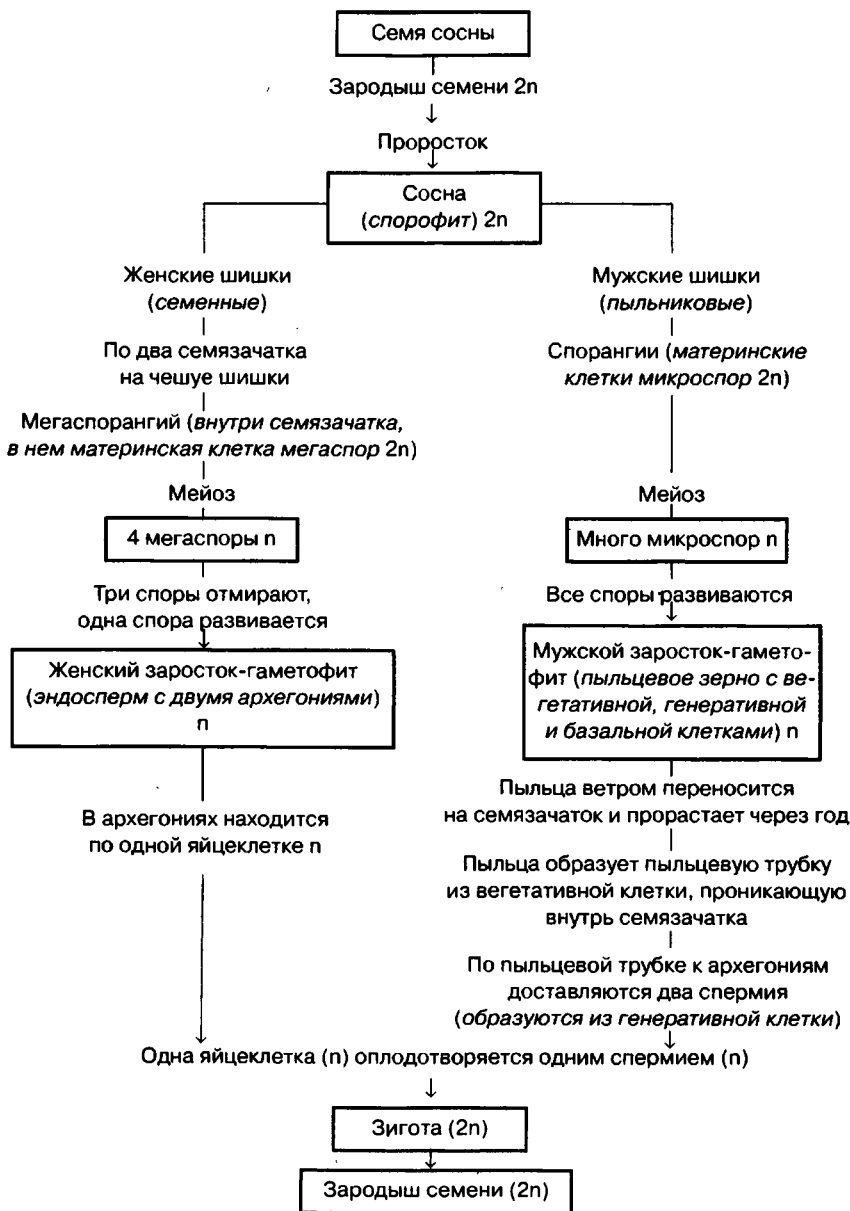 Семя сосны
Зародыш семени 2n
Проросток
Сосна
(спорофит) 2n
Женские шишки
(семенные)
По два семязачатка
на чешуе шишки
Мегаспорангий (внутри семязачатка,
в нем материнская клетка мегаспор 2n)
Мейоз
4 мегаспоры n
Три споры отмирают,
одна спора развивается
Женский заросток-гаметофит
(эндосперм с двумя архегониями)
n
В архегониях находится
по одной яйцеклетке n
Мужские шишки
(пыльниковые)
Спорангии (материнские
клетки микроспор 2n)
Мейоз
Много микроспор n
Все споры развиваются
Мужской заросток-гамето-
фит (пыльцевое зерно с ве-
гетативной, генеративной
и базальной клетками) n
Пыльца ветром переносится
на семязачаток и прорастает через год
Пыльца образует пыльцевую трубку
из вегетативной клетки, проникающую
внутрь семязачатка
По пыльцевой трубке к архегониям
доставляются два спермия
(образуются из генеративной клетки)
Одна яйцеклетка (n) оплодотворяется одним спермием (n)
Зигота (2n)
Зародыш семени (2n)